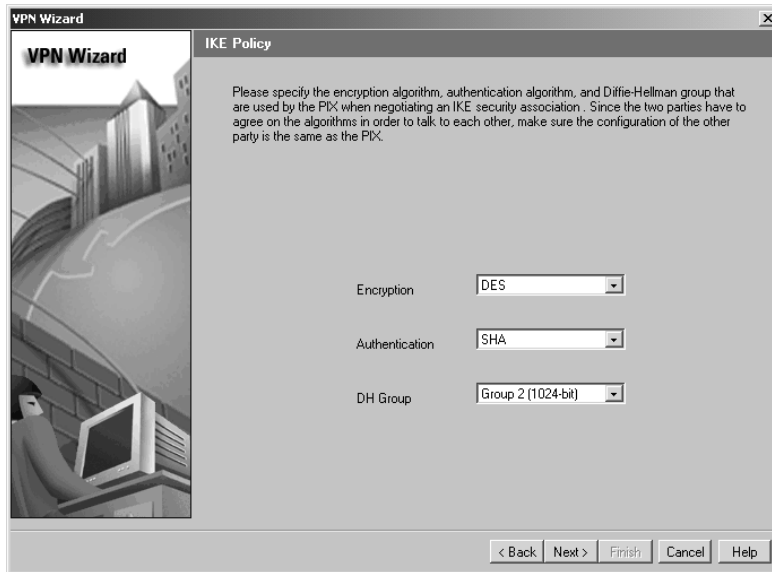 VPN Wizard
VPN Wizard
IKE Policy
Please specify the encryption algorithm, authentication algorithm, and Diffie-Hellman group that
are used by the PIX when negotiating an IKE security association . Since the two parties have to
agree on the algorithms in order to talk to each other, make sure the configuration of the other
party is the same as the PIX.
Encryption
DES
Authentication
SHA
DH Group
Group 2 (1024-bit)
< Back
Next >
Finish
Cancel
Help